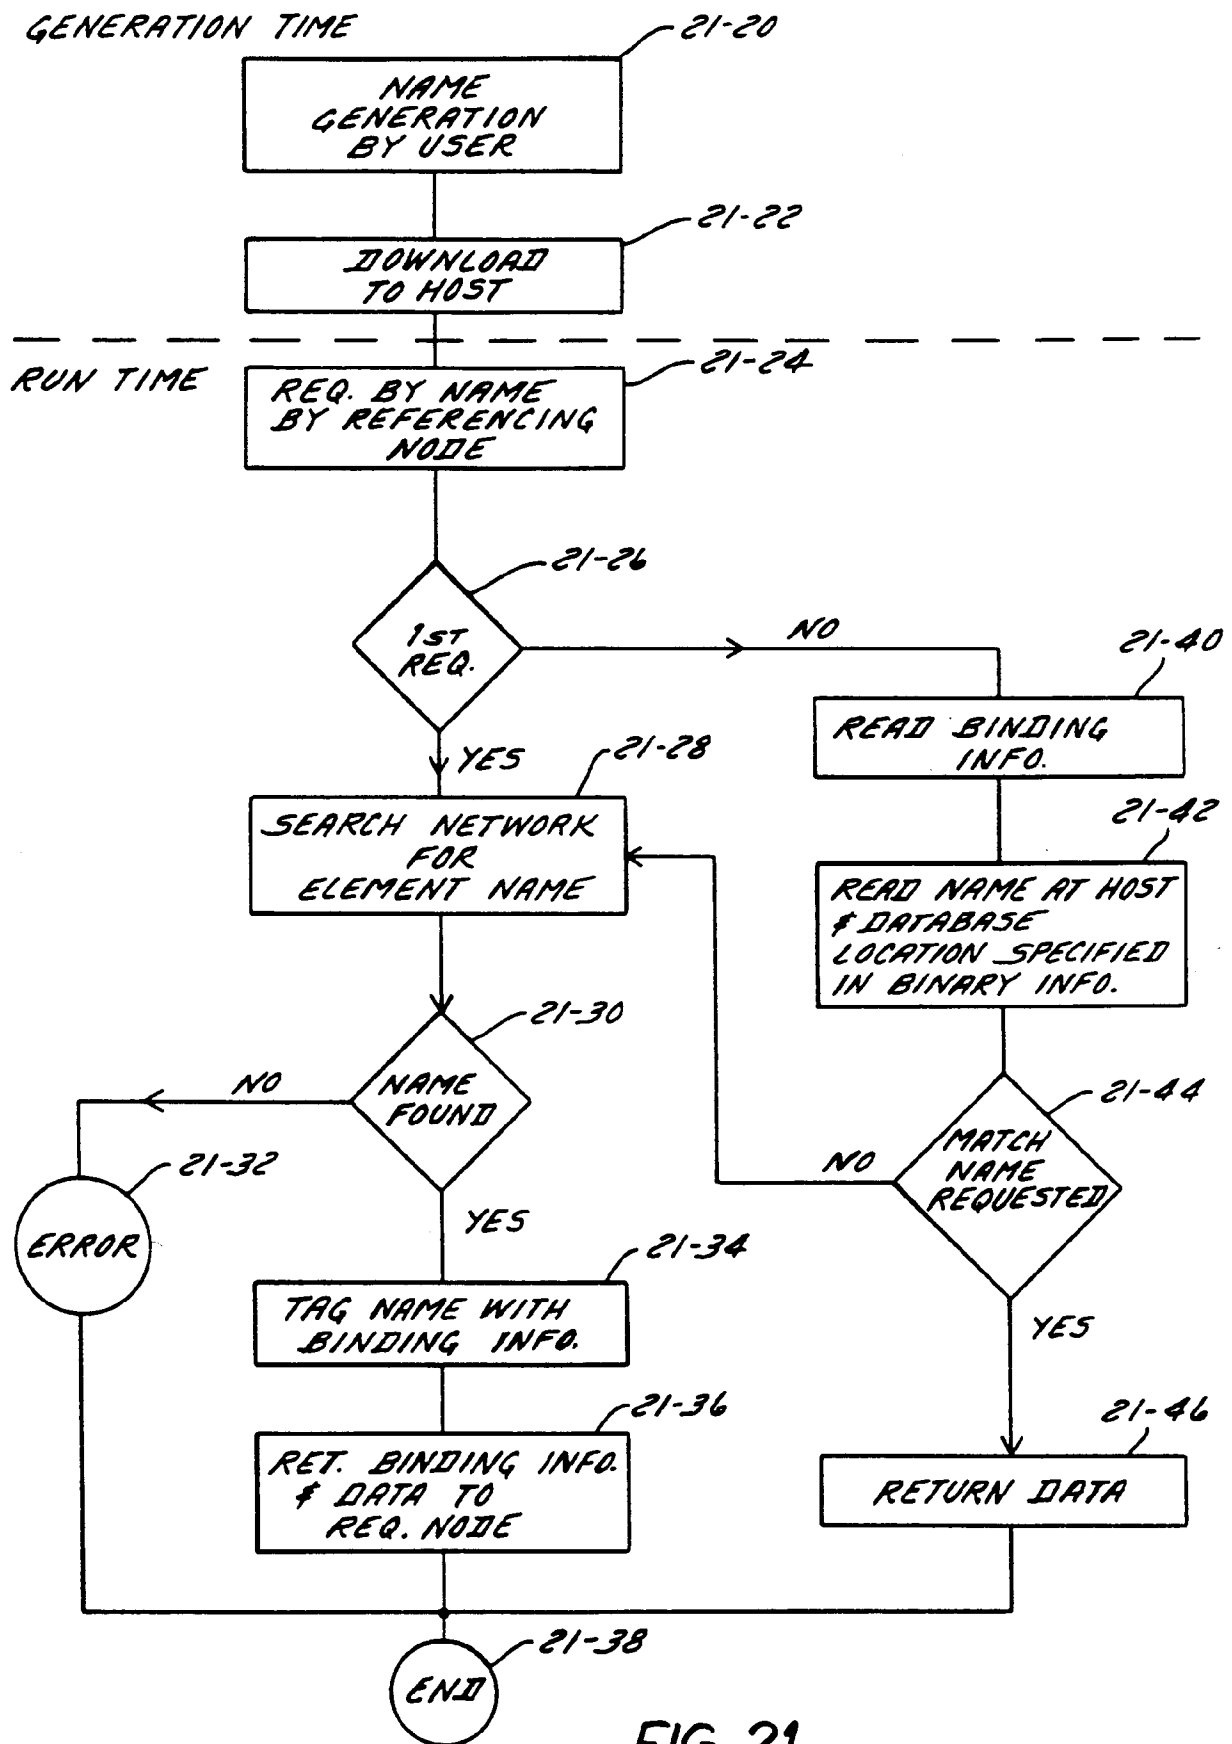 GENERATION TIME
21-20
NAME
GENERATION
BY USER
21-22
DOWNLOAD
TO HOST
RUN TIME
21-24
REQ. BY NAME
BY REFERENCING
NODE
21-26
1ST
REQ.
NO
YES
21-40
READ BINDING
INFO.
21-28
SEARCH NETWORK
FOR
ELEMENT NAME
21-42
READ NAME AT HOST
& DATABASE
LOCATION SPECIFIED
IN BINARY INFO.
21-30
NAME
FOUND
NO
YES
21-32
ERROR
21-44
MATCH
NAME
REQUESTED
NO
YES
21-34
TAG NAME WITH
BINDING INFO.
21-36
RET. BINDING INFO.
& DATA TO
REQ. NODE
21-46
RETURN DATA
21-38
END
FIG. 21